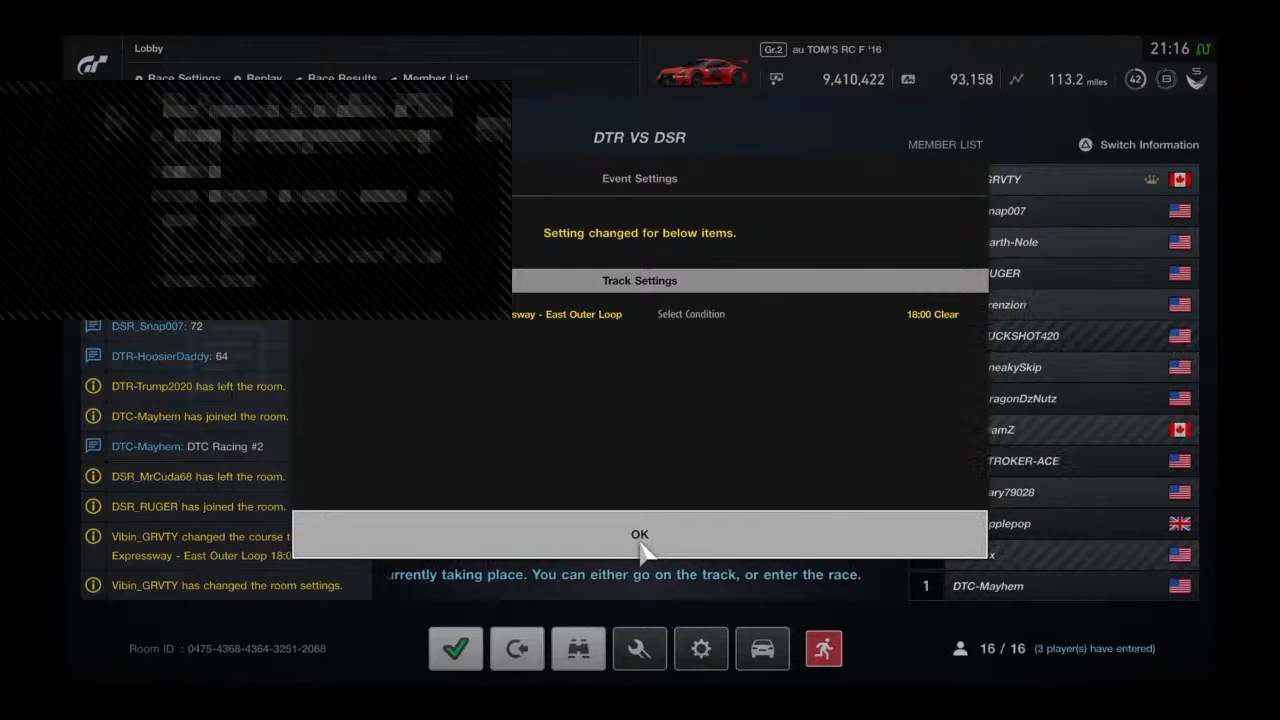 Lobby
Gr.2 au TOM'S RC F '16
21:16
Race Settings Replay Race Results Member List
9,410,422 93,158 113.2 miles 42 B S
DTR VS DSR
MEMBER LIST
Switch Information
Event Settings
Setting changed for below items.
Track Settings
East Outer Loop Select Condition 18:00 Clear
DSR_Snap007: 72
DTR-HoosierDaddy: 64
DTR-Trump2020 has left the room.
DTC-Mayhem has joined the room.
DTC-Mayhem: DTC Racing #2
DSR_MrCuda68 has left the room.
DSR_RUGER has joined the room.
Vibin_GRVTY changed the course
Expressway - East Outer Loop 18:0
Vibin_GRVTY has changed the room settings.
GRVTY
nap007
arth-Nole
UGER
renzion
UCKSHOT420
neakySkip
ragonDzNutz
amZ
TROKER-ACE
ary79028
pplepop
x
1 DTC-Mayhem
OK
urrently taking place. You can either go on the track, or enter the race.
Room ID : 0475-4368-4364-3251-2068
16 / 16 (3 player(s) have entered)